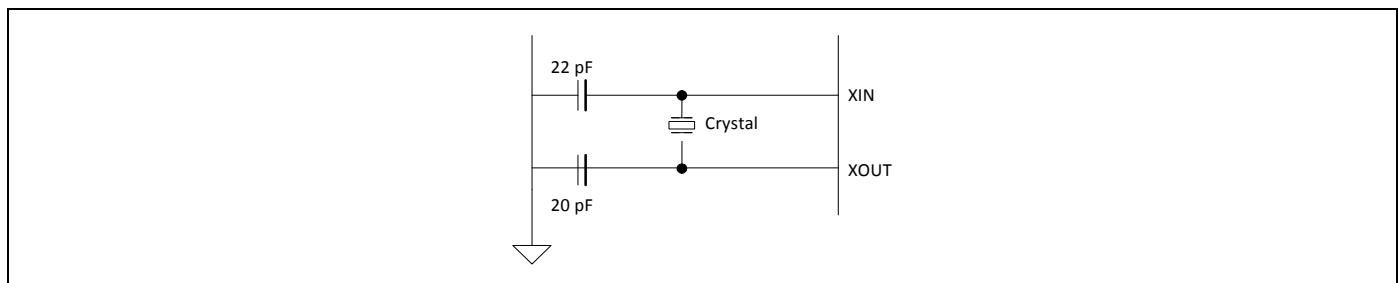 22 pF
XIN
Crystal
XOUT
20 pF